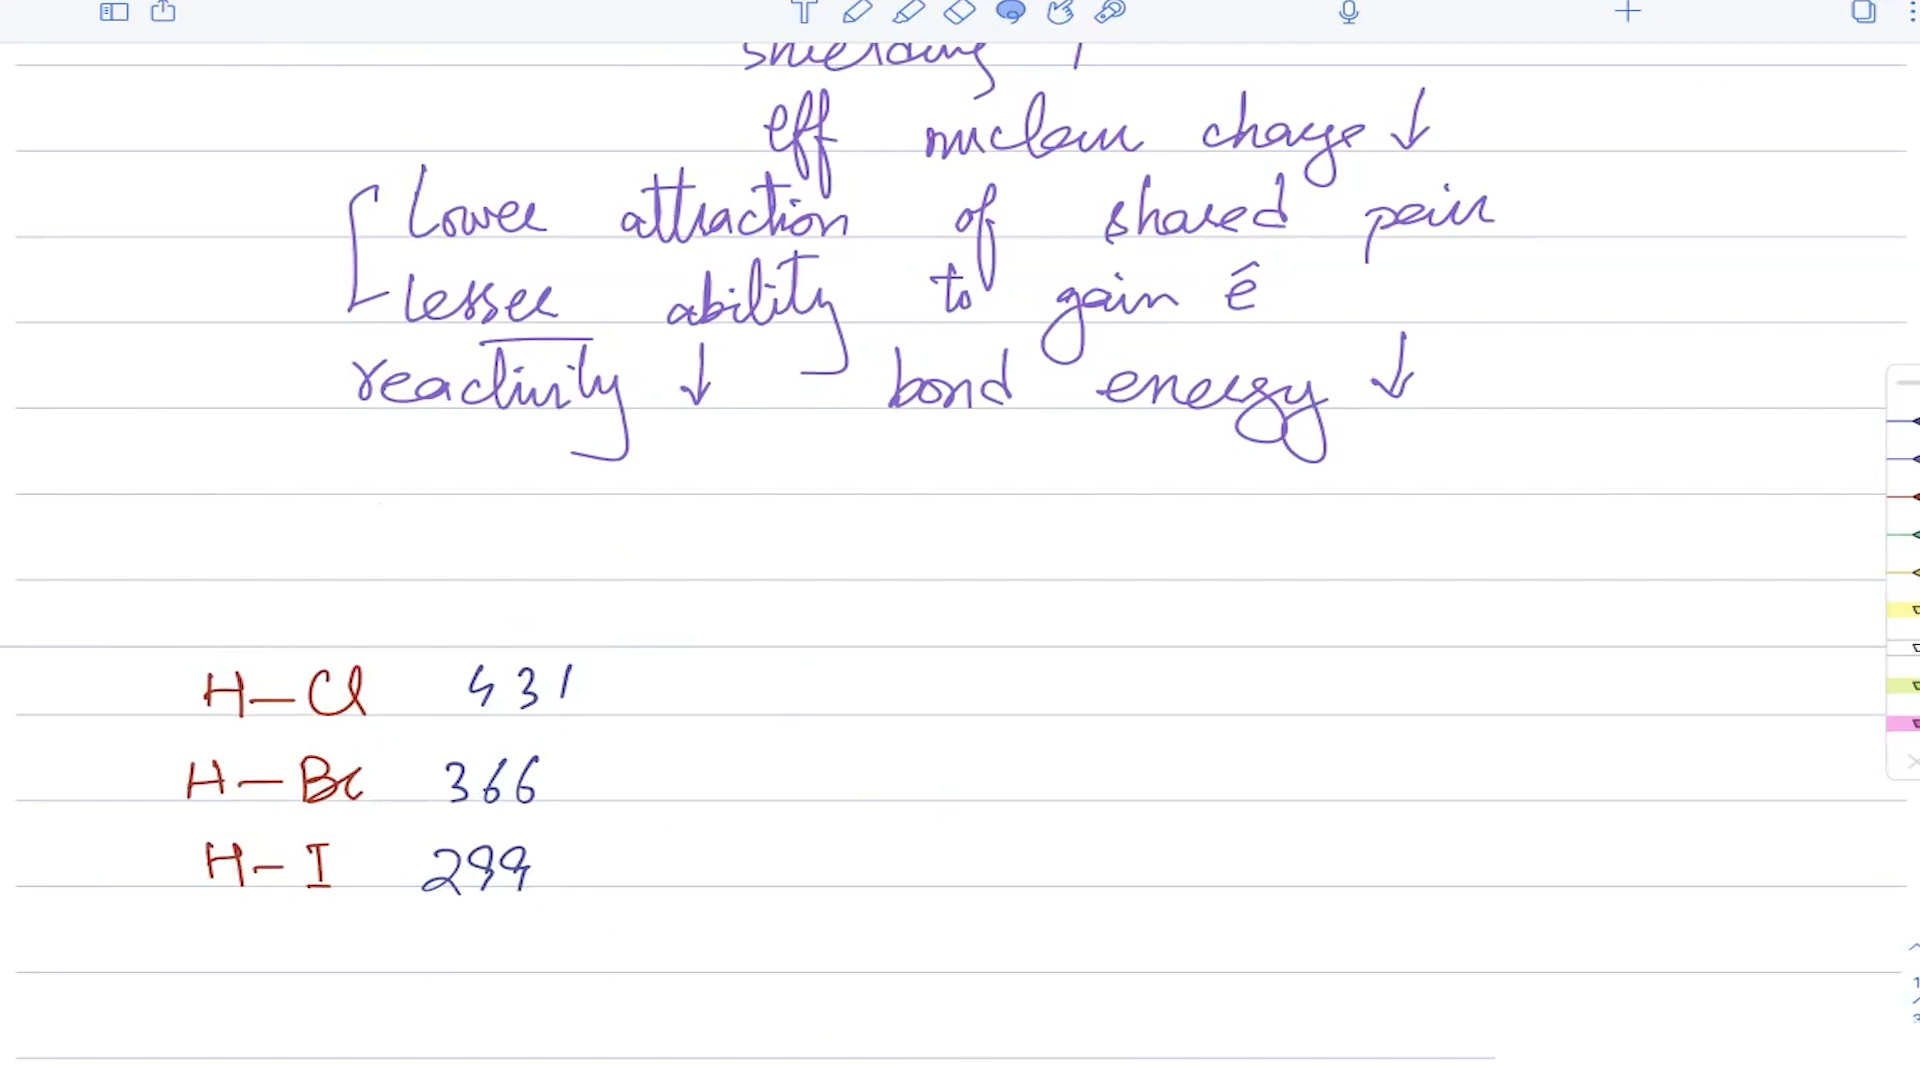 shielding ↑
eff nuclear charge ↓
Lower attraction of shared pair
lesser ability to gain é
reactivity ↓ bond energy ↓
H–Cl 431
H–Br 366
H–I 299